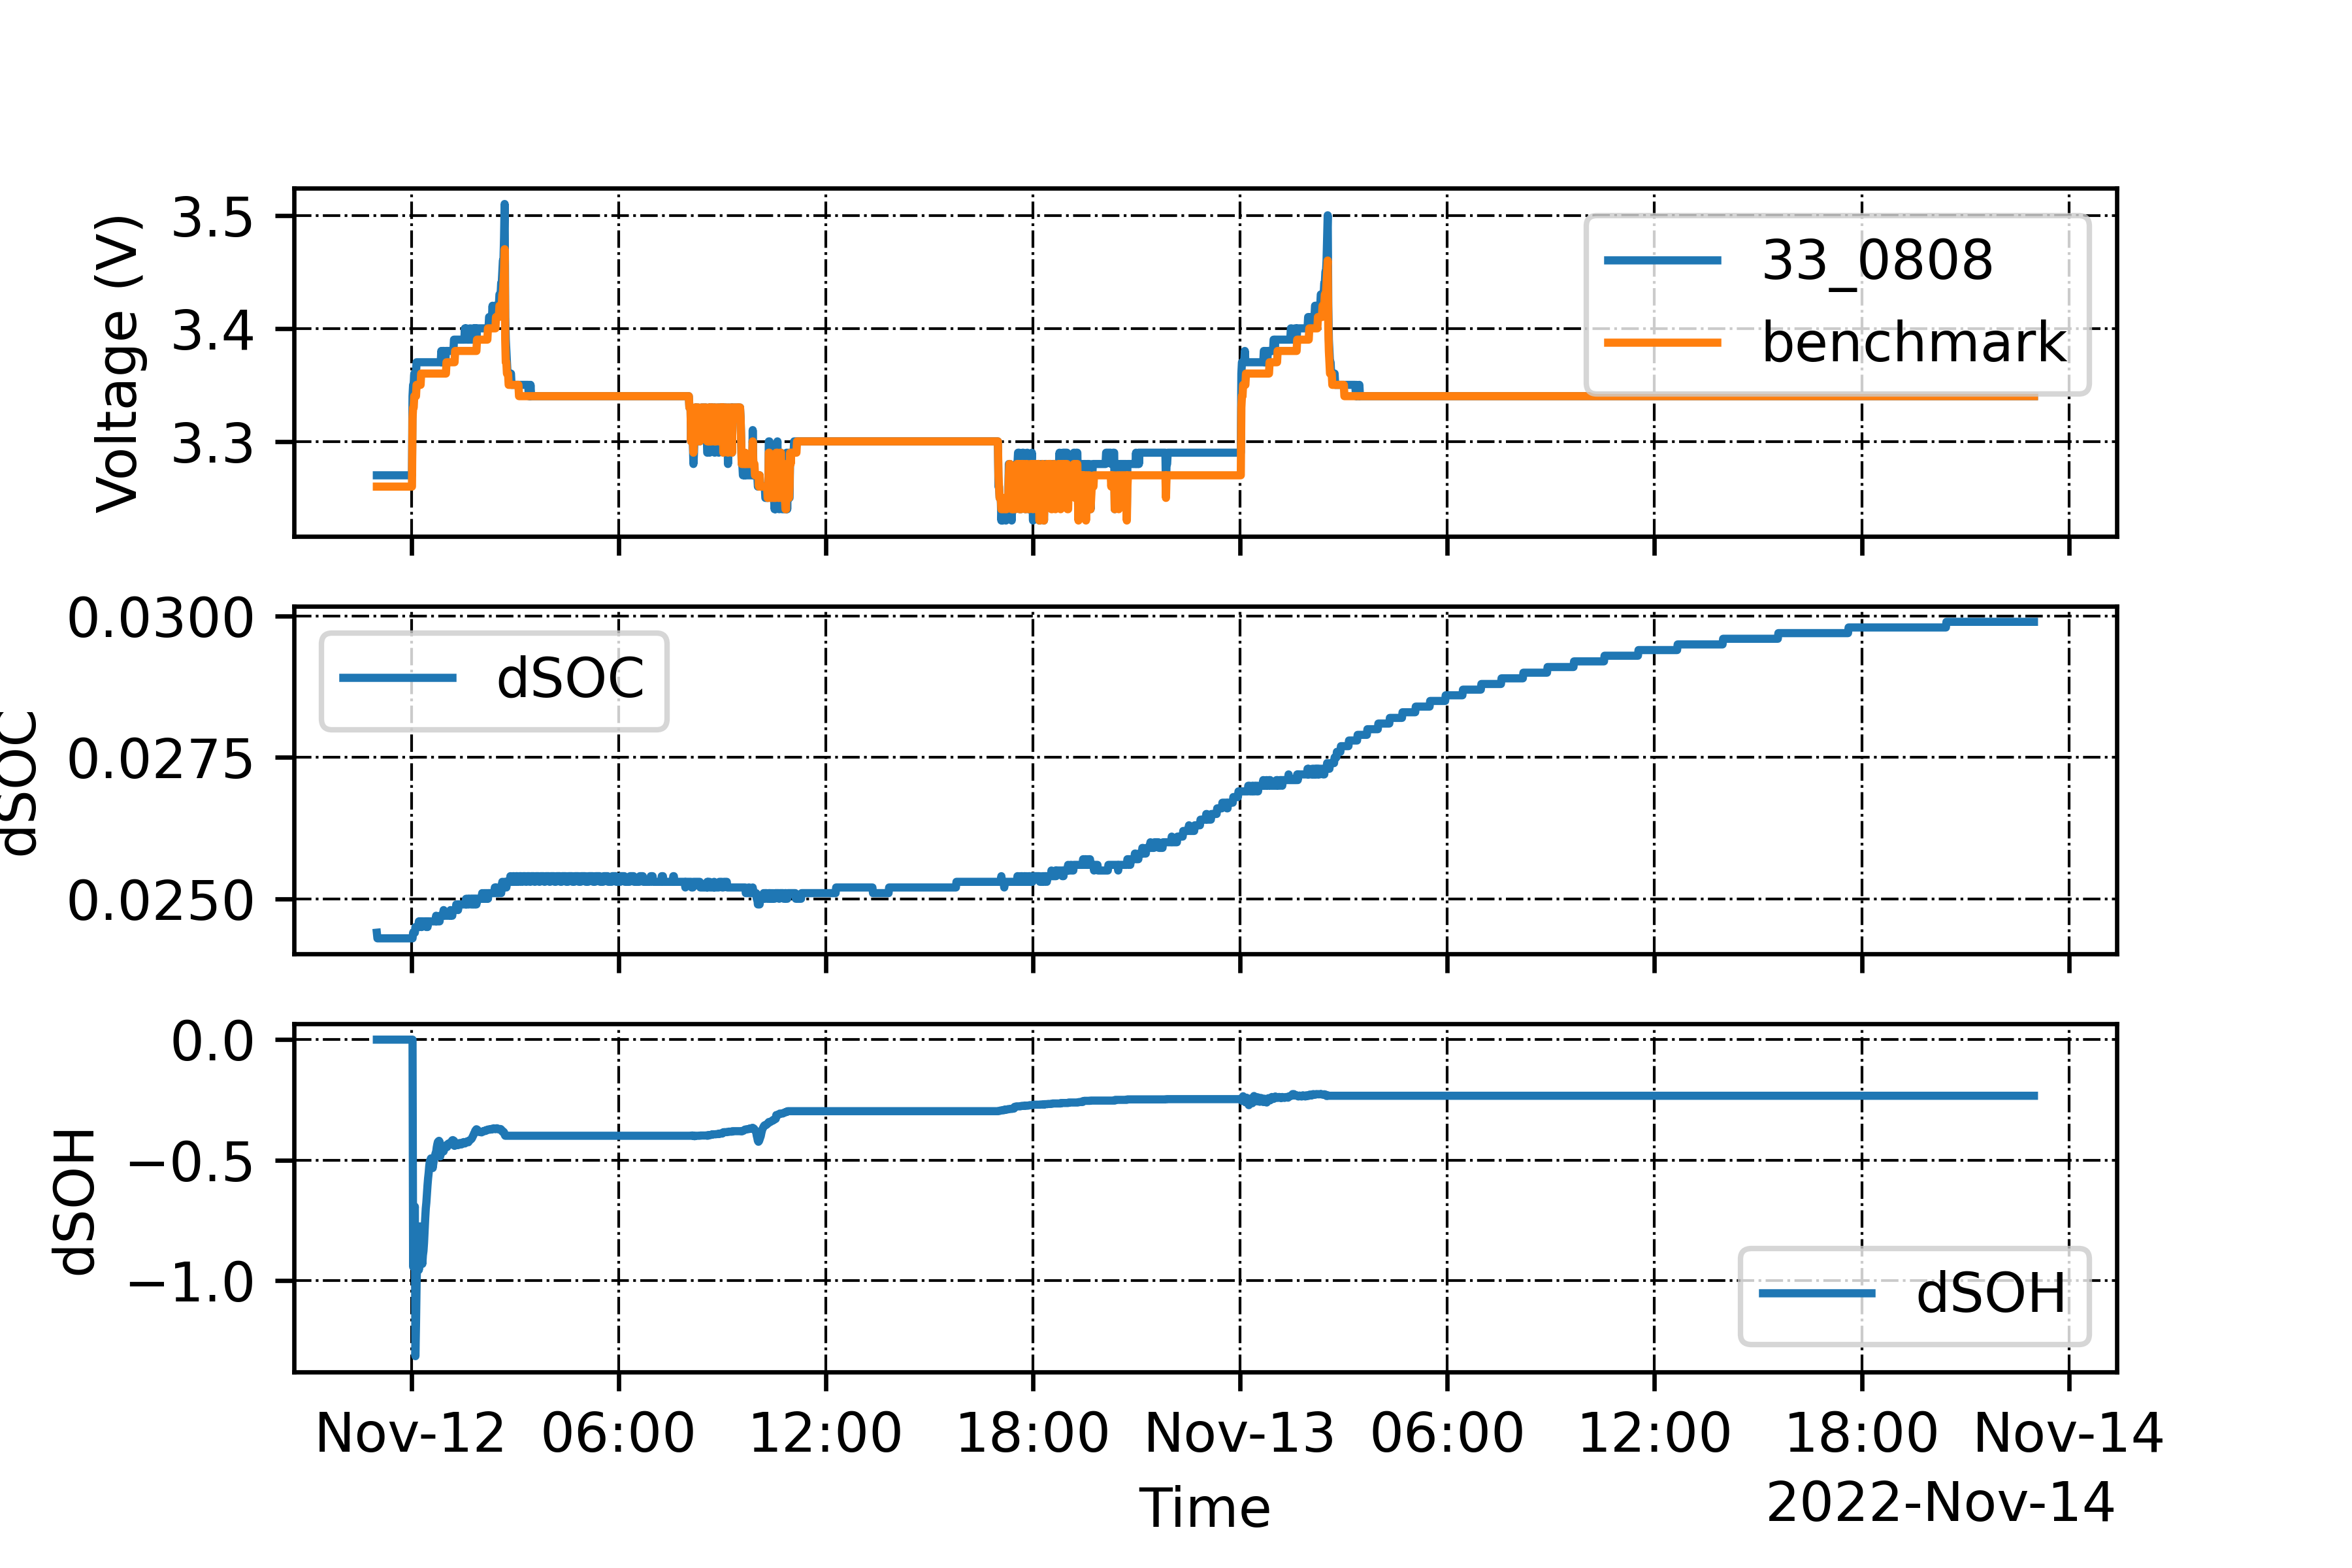 Voltage (V)
3.5
3.4
3.3
33_0808
benchmark
dSOC
0.0300
0.0275
0.0250
dSOC
dSOH
0.0
−0.5
−1.0
dSOH
Nov-12 06:00 12:00 18:00 Nov-13 06:00 12:00 18:00 Nov-14
Time
2022-Nov-14